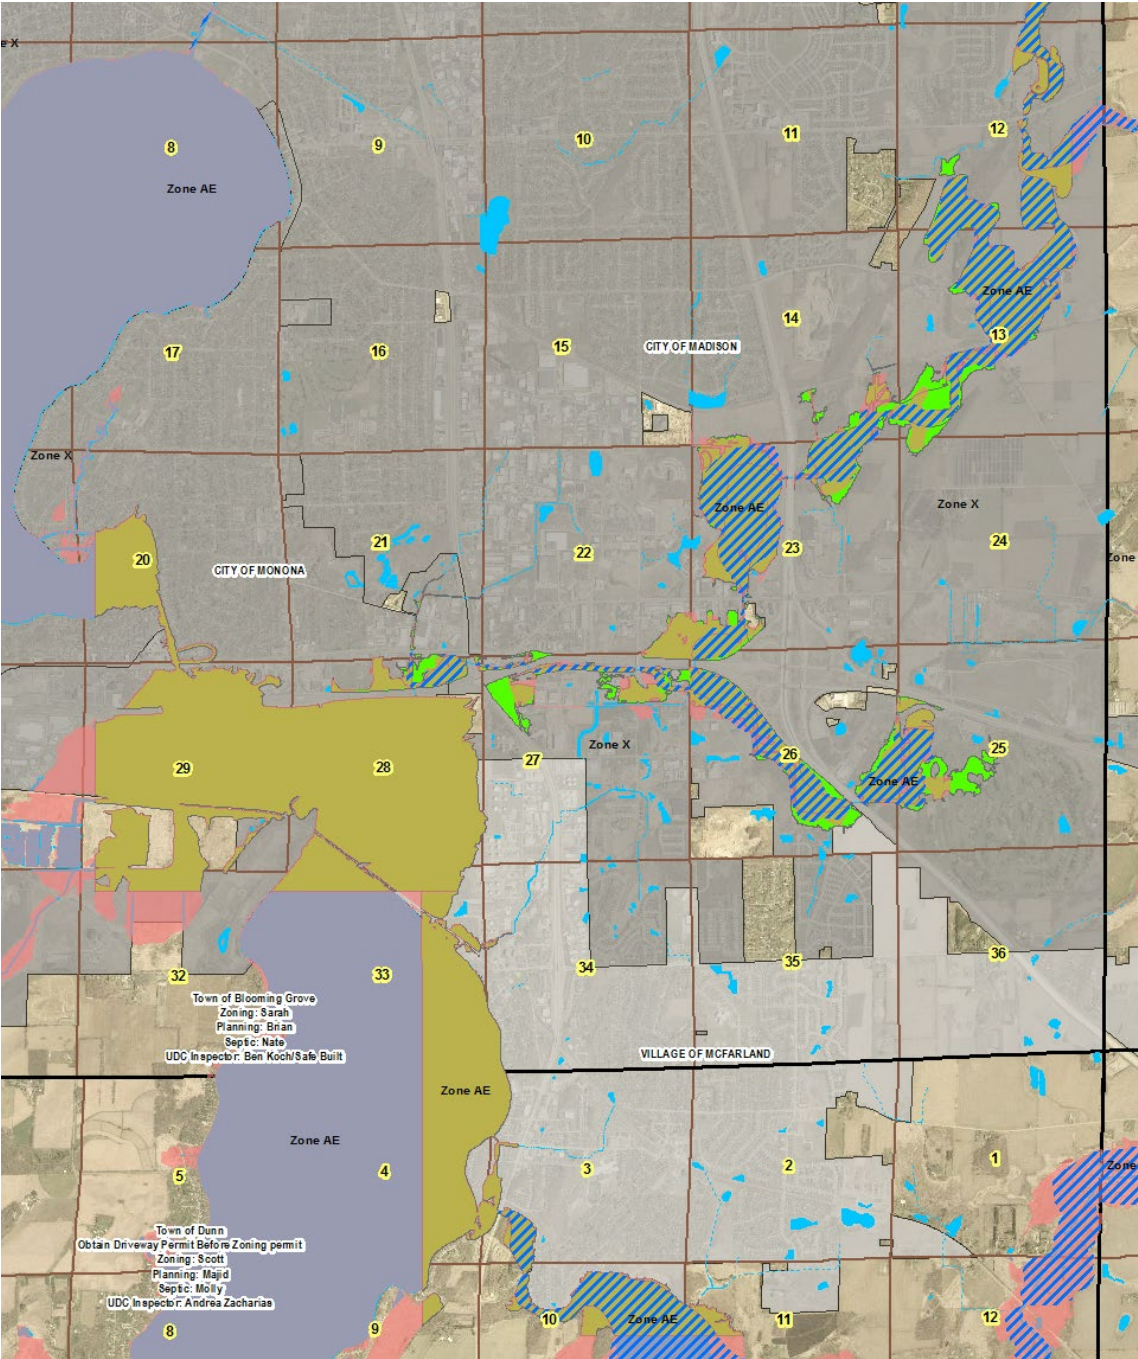 e X
12
8
9
10
11
Zone AE
Zone AE
14
13
17
16
15
CITY OF MADISON
Zone X
Zone AE
Zone X
20
21
22
23
24
Zone
CITY OF MONONA
Zone X
27
26
25
29
28
Zone AE
32
33
34
35
36
Town of Blooming Grove
Zoning: Sarah
Planning: Brian
Septic: Nate
UDC Inspector: Ben Koch/Safe Built
VILLAGE OF MCFARLAND
Zone AE
Zone AE
5
4
3
2
1
Zone
Town of Dunn
Obtain Driveway Permit Before Zoning permit
Zoning: Scott
Planning: Majid
Septic: Molly
UDC Inspector: Andrea Zacharias
8
9
10
Zone AE
11
12